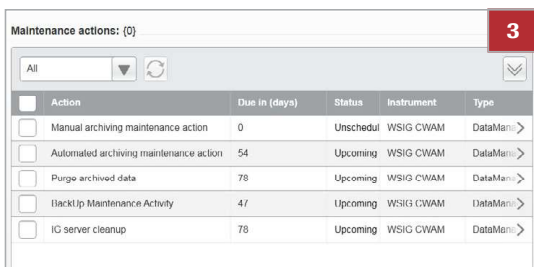 Maintenance actions: {0}
3
All
Action Due in (days) Status Instrument Type
Manual archiving maintenance action 0 Unschedul WSIG CWAM DataMana
Automated archiving maintenance action 54 Upcoming WSIG CWAM DataMana
Purge archived data 78 Upcoming WSIG CWAM DataMana
BackUp Maintenance Activity 47 Upcoming WSIG CWAM DataMana
IG server cleanup 78 Upcoming WSIG CWAM DataMana